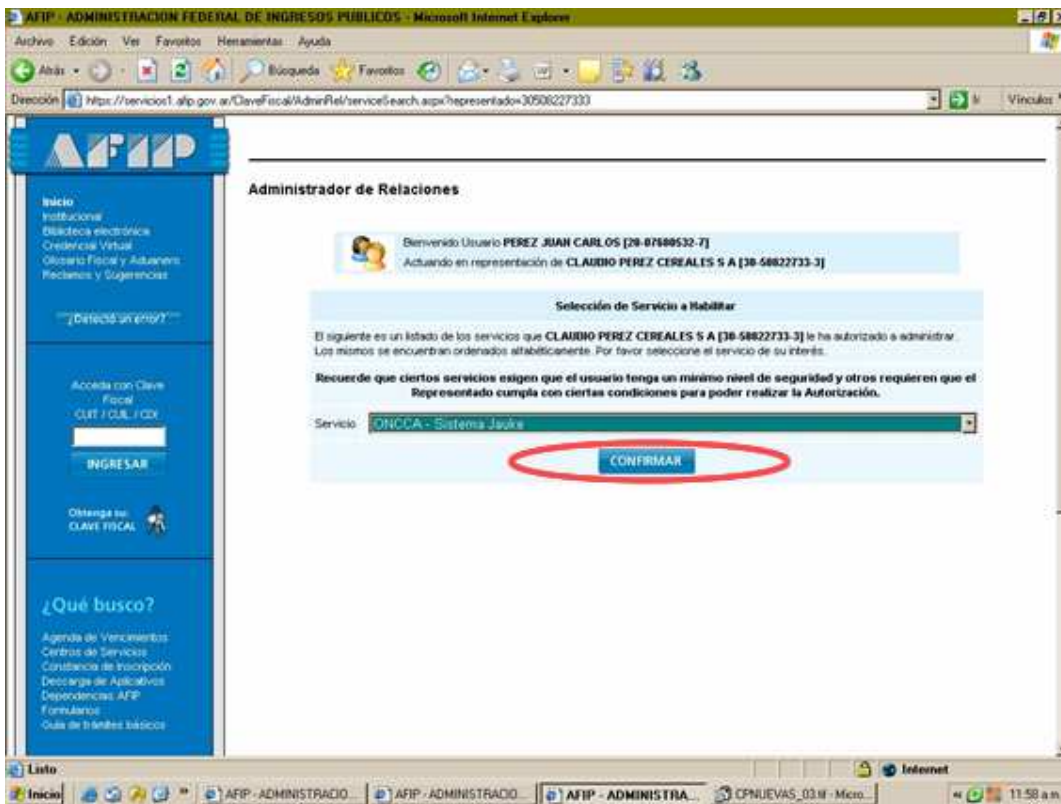 AFIP - ADMINISTRACION FEDERAL DE INGRESOS PUBLICOS - Microsoft Internet Explorer
Archivo Edición Ver Favoritos Herramientas Ayuda
Atrás Búsqueda Favoritos
Dirección https://servicios1.afip.gov.ar/ClaveFiscal/AdminRel/serviceSearch.aspx?representado=30508227333 Ir Vínculos
AFIP
Administrador de Relaciones
Inicio
Institucional
Biblioteca electrónica
Credencial Virtual
Glosario Fiscal y Aduanero
Reclamos y Sugerencias
¿Detectó un error?
Bienvenido Usuario PEREZ JUAN CARLOS [20-07680532-7]
Actuando en representación de CLAUDIO PEREZ CEREALES S A [30-50822733-3]
Selección de Servicio a Habilitar
El siguiente es un listado de los servicios que CLAUDIO PEREZ CEREALES S A [30-50822733-3] le ha autorizado a administrar.
Los mismos se encuentran ordenados alfabéticamente. Por favor seleccione el servicio de su interés.
Recuerde que ciertos servicios exigen que el usuario tenga un mínimo nivel de seguridad y otros requieren que el
Representado cumpla con ciertas condiciones para poder realizar la Autorización.
Servicio ONCCA - Sistema Jauke
CONFIRMAR
Acceda con Clave
Fiscal
CUIT / CUIL / CDI
INGRESAR
Obtenga su
CLAVE FISCAL
¿Qué busco?
Agenda de Vencimientos
Centros de Servicios
Constancia de Inscripción
Descarga de Aplicativos
Dependencias AFIP
Formularios
Guía de trámites básicos
Listo Internet
Inicio AFIP - ADMINISTRACIO... AFIP - ADMINISTRACIO... AFIP - ADMINISTRA... CPNUEVAS_03.tif - Micro... 11:58 a.m.